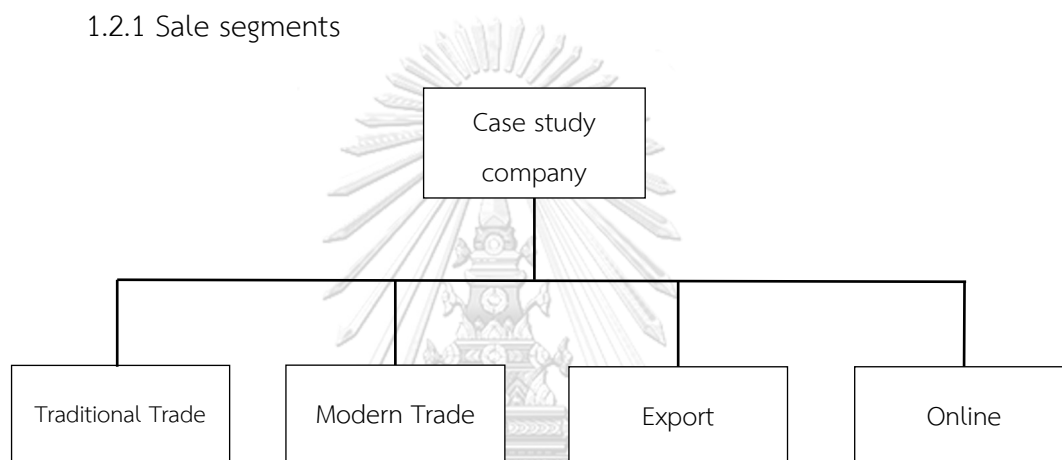 1.2.1 Sale segments
Case study
company
Traditional Trade
Modern Trade
Export
Online